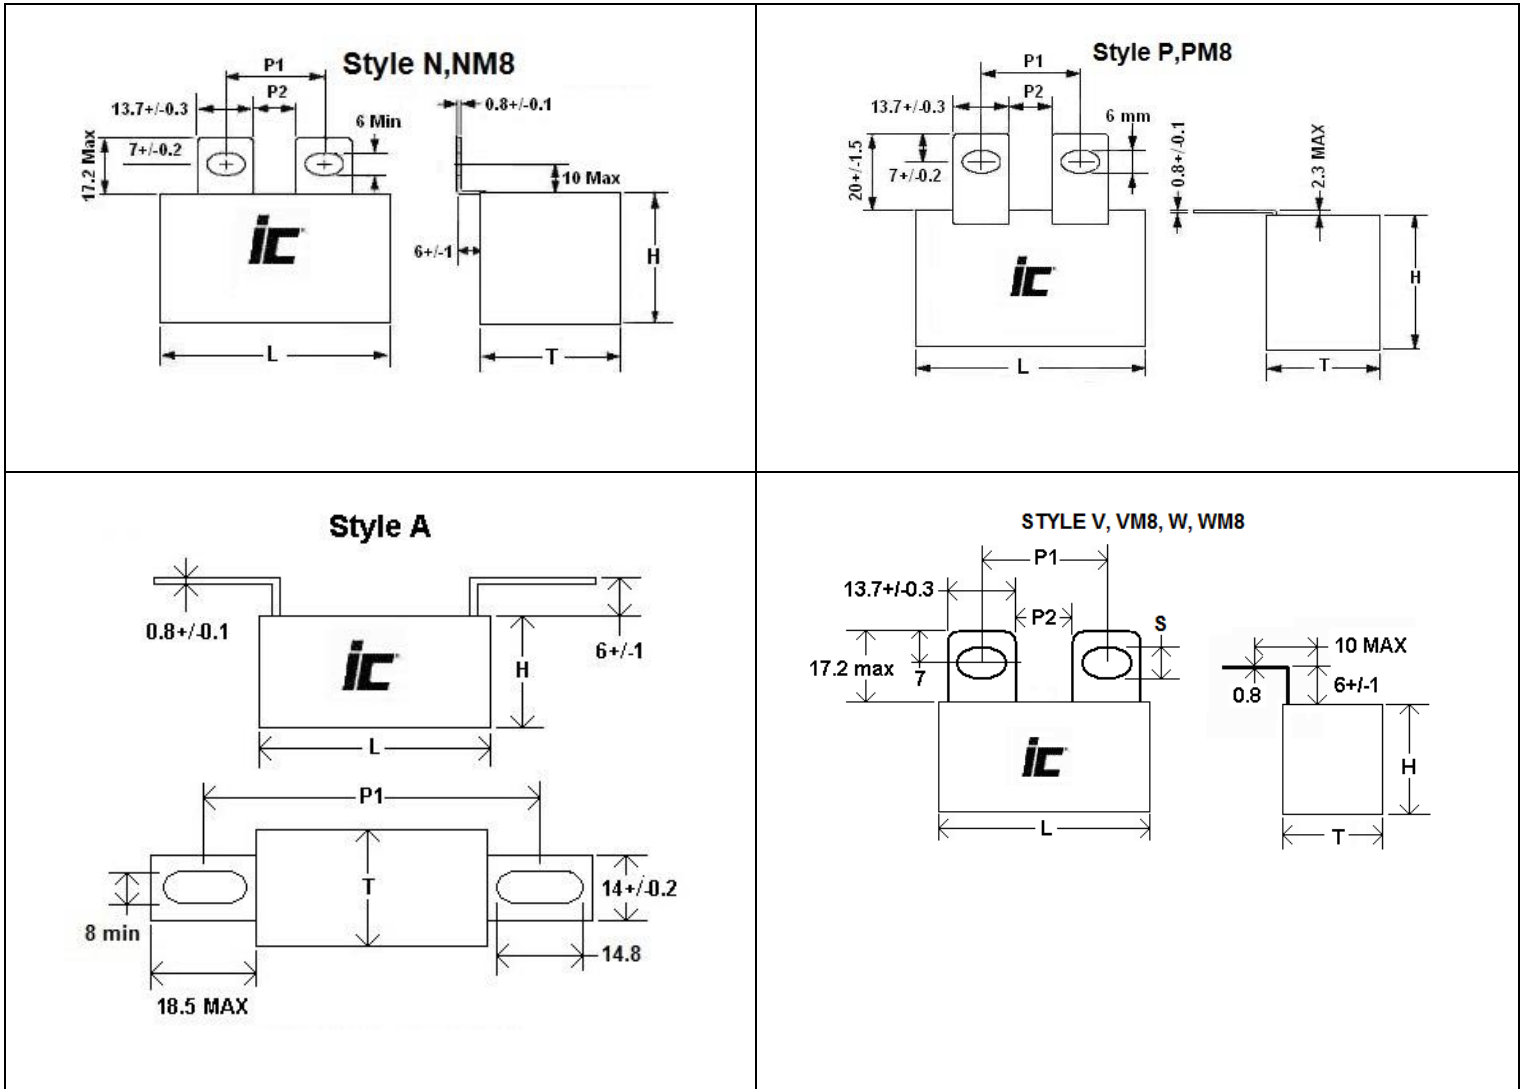 Style N,NM8
P1
P2
13.7+/-0.3
0.8+/-0.1
6 Min
7+/-0.2
17.2 Max
10 Max
6+/-1
ic
H
L
T
Style P,PM8
P1
P2
13.7+/-0.3
6 mm
20+/-1.5
7+/-0.2
0.8+/-0.1
2.3 MAX
ic
H
L
T
Style A
0.8+/-0.1
6+/-1
ic
H
L
P1
T
14+/-0.2
8 min
14.8
18.5 MAX
STYLE V, VM8, W, WM8
P1
13.7+/-0.3
P2
S
17.2 max
7
10 MAX
0.8
6+/-1
ic
H
L
T